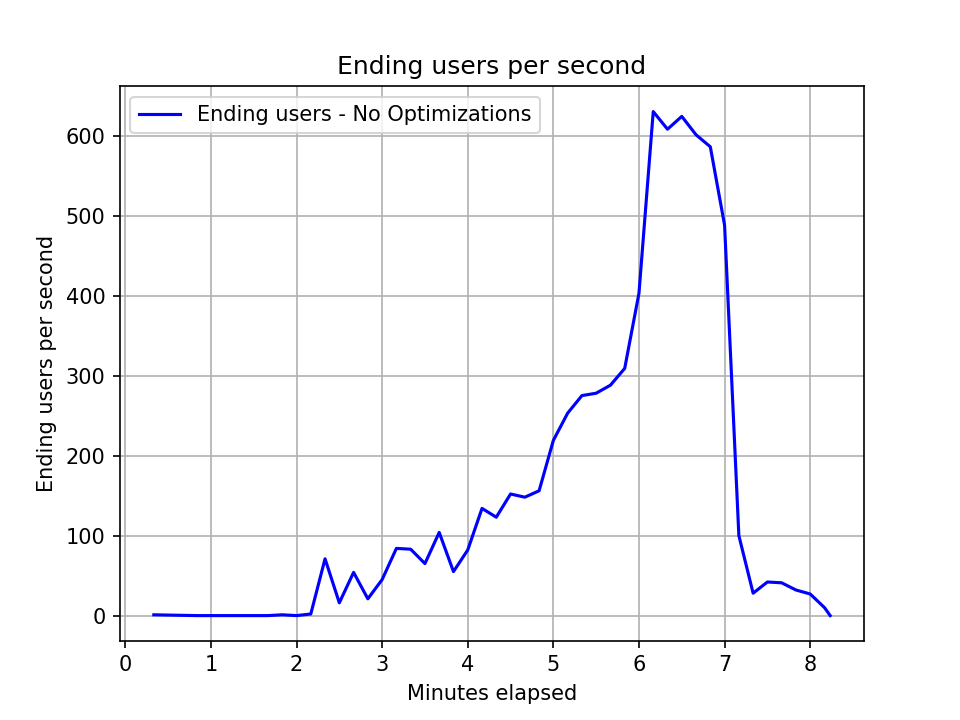 Ending users per second
Ending users - No Optimizations
Ending users per second
600
500
400
300
200
100
0
0 1 2 3 4 5 6 7 8
Minutes elapsed